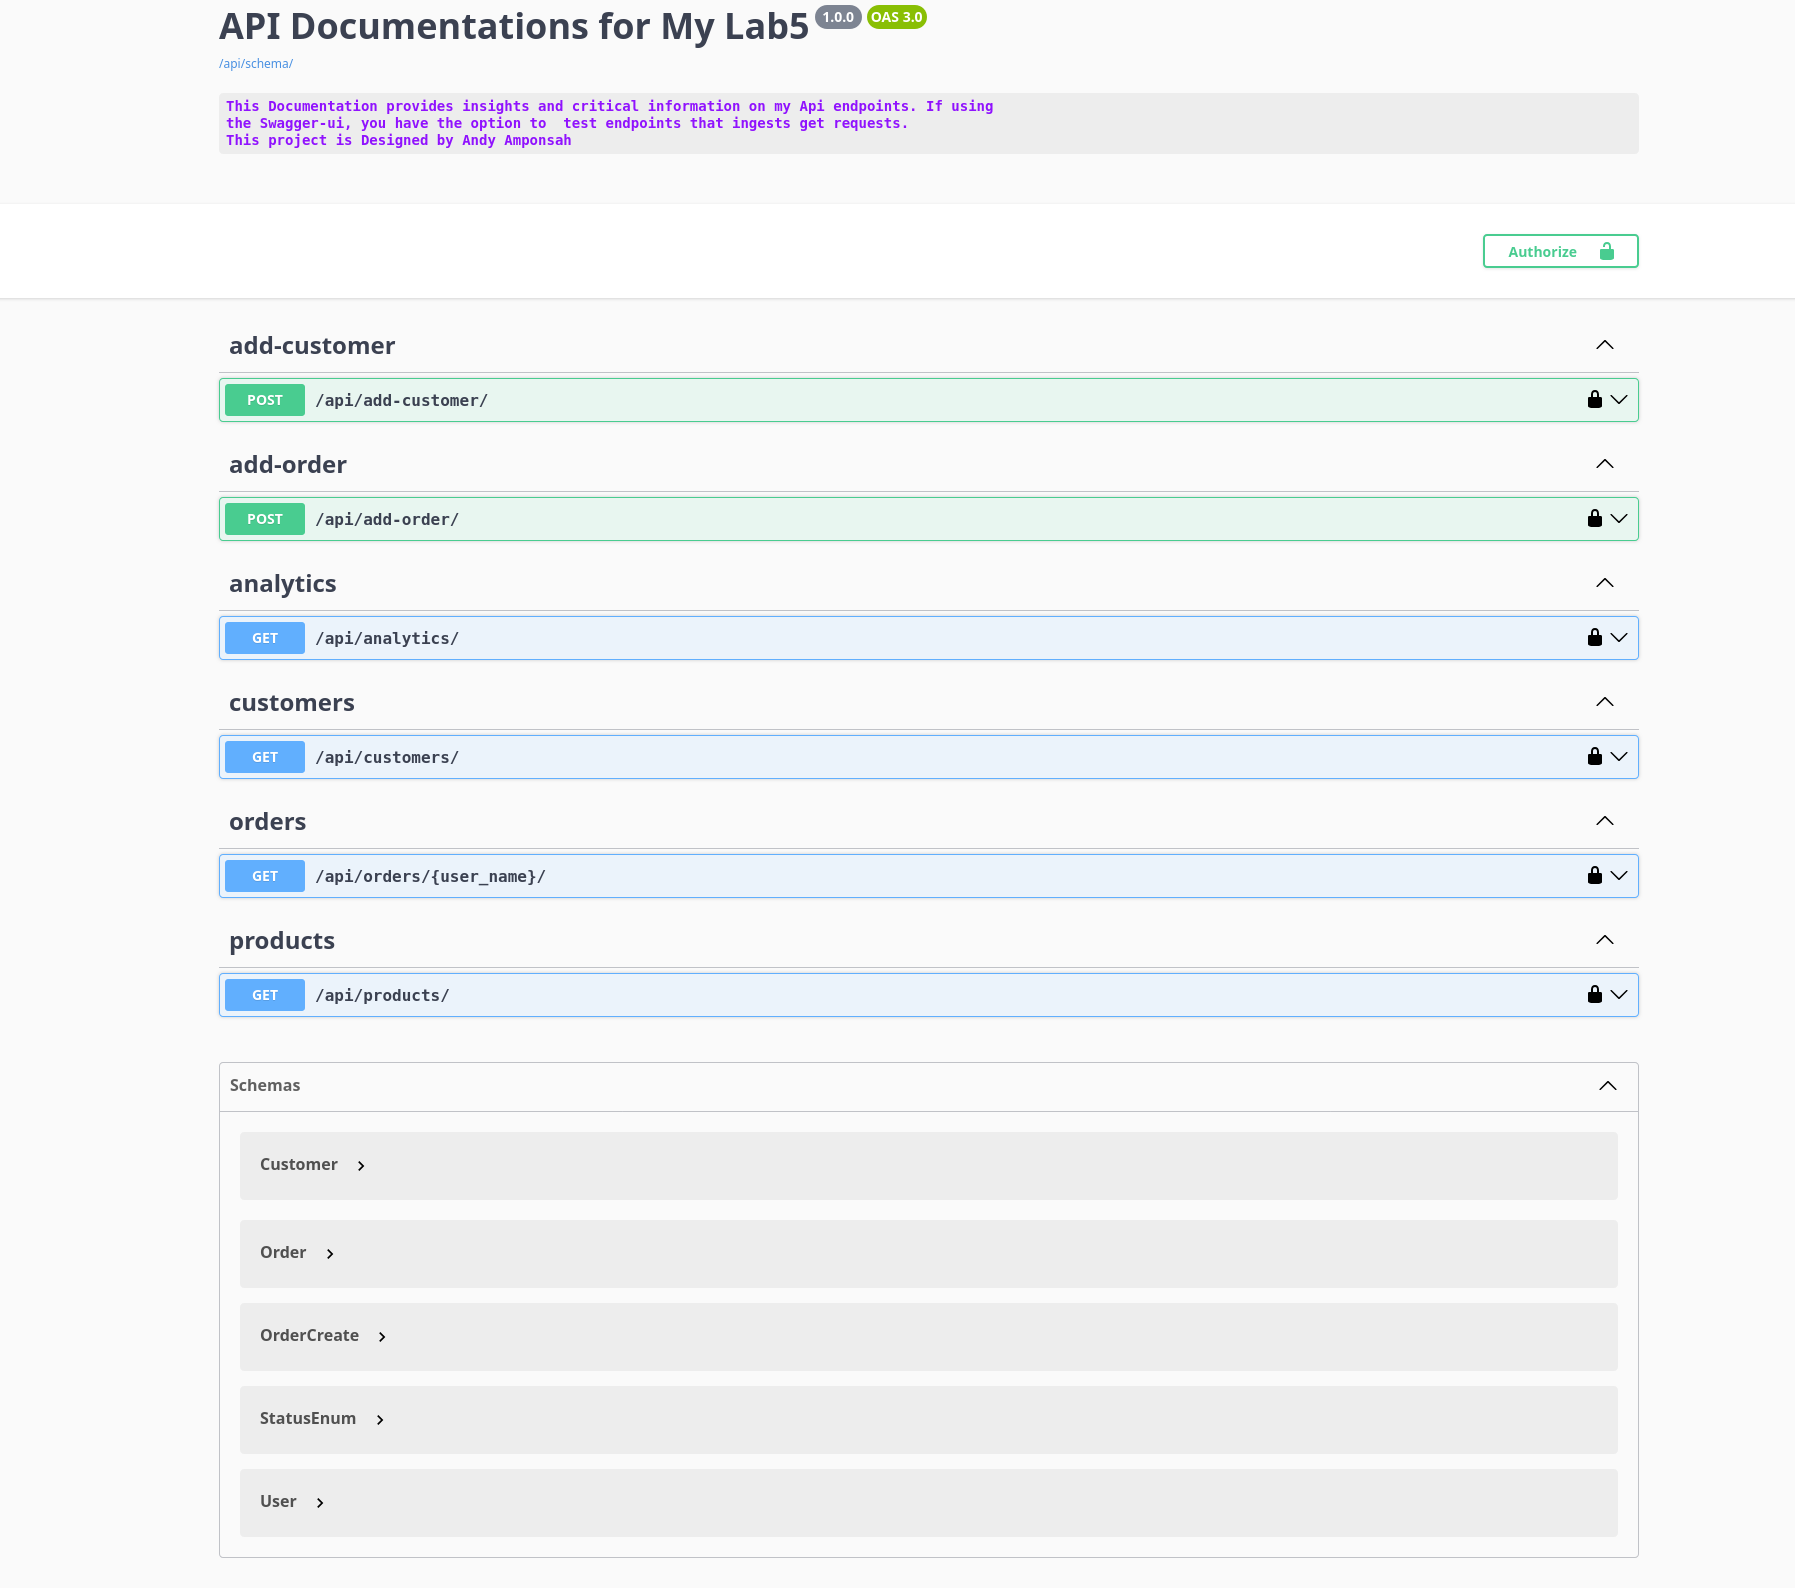 API Documentations for My Lab5 1.0.0 OAS 3.0
/api/schema/
This Documentation provides insights and critical information on my Api endpoints. If using
the Swagger-ui, you have the option to  test endpoints that ingests get requests.
This project is Designed by Andy Amponsah
Authorize
add-customer
POST /api/add-customer/
add-order
POST /api/add-order/
analytics
GET /api/analytics/
customers
GET /api/customers/
orders
GET /api/orders/{user_name}/
products
GET /api/products/
Schemas
Customer
Order
OrderCreate
StatusEnum
User